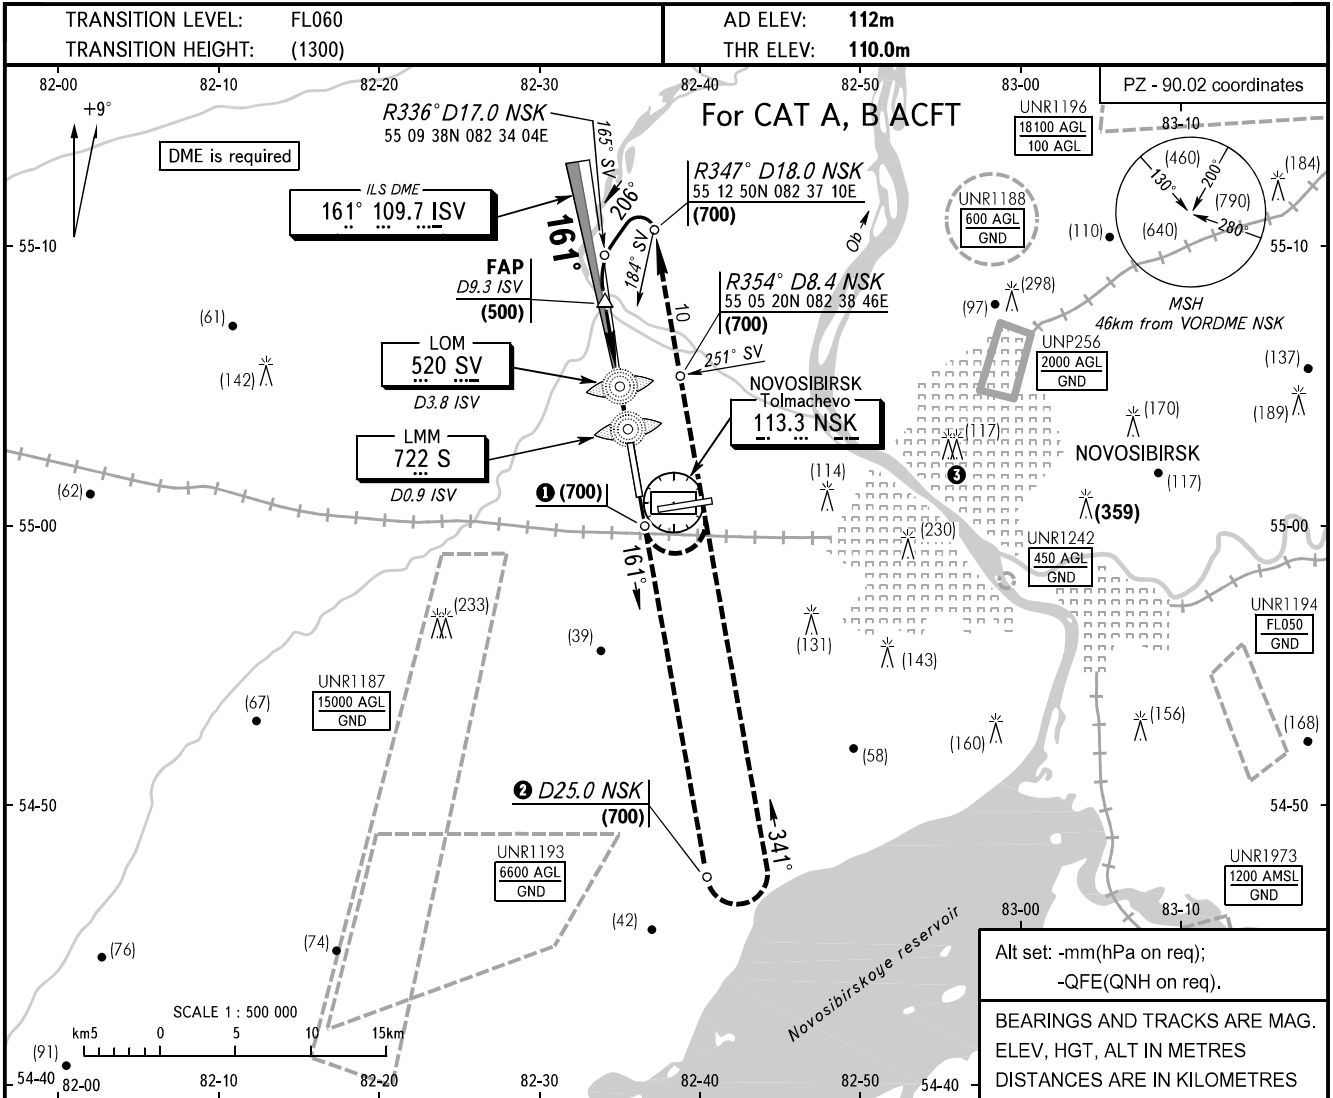 TRANSITION LEVEL: FL060
TRANSITION HEIGHT: (1300)
AD ELEV: 112m
THR ELEV: 110.0m
82-00 82-10 82-20 82-30 82-40 82-50 83-00
PZ - 90.02 coordinates
83-10
+9°
DME is required
R336° D17.0 NSK
55 09 38N 082 34 04E
165° SV
For CAT A, B ACFT
UNR1196
18100 AGL
100 AGL
ILS DME
161° 109.7 ISV
161°
206°
R347° D18.0 NSK
55 12 50N 082 37 10E
(700)
184° SV
UNR1188
600 AGL
GND
Ob
(460)
130°
200°
(790)
(640)
280°
MSH
46km from VORDME NSK
(184)
(110)
55-10
55-10
FAP
D9.3 ISV
(500)
R354° D8.4 NSK
55 05 20N 082 38 46E
(700)
10
251° SV
(298)
(97)
(61)
(142)
LOM
520 SV
D3.8 ISV
UNP256
2000 AGL
GND
(137)
(189)
NOVOSIBIRSK
Tolmachevo
113.3 NSK
LMM
722 S
D0.9 ISV
(117)
3
(170)
NOVOSIBIRSK
(117)
(62)
1 (700)
(114)
(359)
55-00
(230)
UNR1242
450 AGL
GND
161°
(233)
(39)
(131)
(143)
UNR1194
FL050
GND
UNR1187
15000 AGL
GND
(67)
(58)
(160)
(156)
(168)
2 D25.0 NSK
(700)
54-50
54-50
341°
UNR1193
6600 AGL
GND
UNR1973
1200 AMSL
GND
(42)
83-00
83-10
(76)
(74)
Novosibirskoye reservoir
Alt set: -mm(hPa on req);
-QFE(QNH on req).
SCALE 1 : 500 000
km5 0 5 10 15km
BEARINGS AND TRACKS ARE MAG.
ELEV, HGT, ALT IN METRES
DISTANCES ARE IN KILOMETRES
(91)
54-40
82-00 82-10 82-20 82-30 82-40 82-50
54-40
55-00